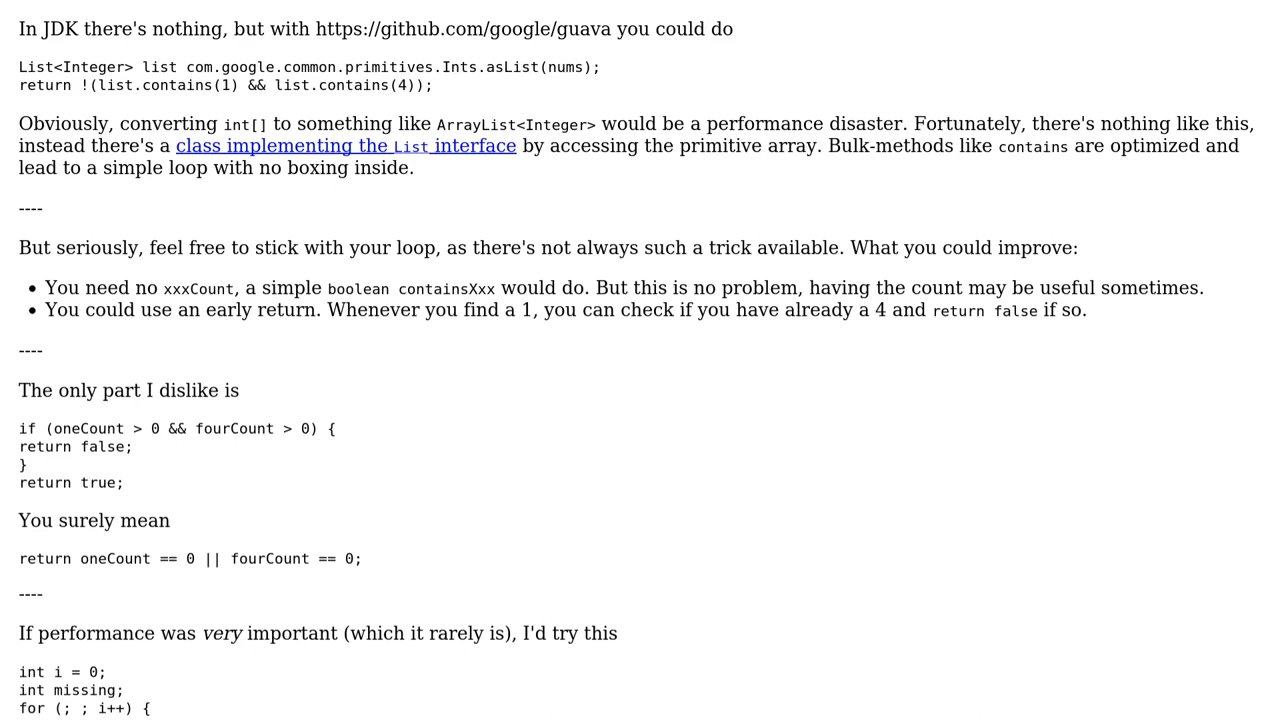 In JDK there's nothing, but with https://github.com/google/guava you could do
List<Integer> list com.google.common.primitives.Ints.asList(nums);
return !(list.contains(1) && list.contains(4));
Obviously, converting int[] to something like ArrayList<Integer> would be a performance disaster. Fortunately, there's nothing like this,
instead there's a class implementing the List interface by accessing the primitive array. Bulk-methods like contains are optimized and
lead to a simple loop with no boxing inside.
----
But seriously, feel free to stick with your loop, as there's not always such a trick available. What you could improve:
• You need no xxxCount, a simple boolean containsXxx would do. But this is no problem, having the count may be useful sometimes.
• You could use an early return. Whenever you find a 1, you can check if you have already a 4 and return false if so.
----
The only part I dislike is
if (oneCount > 0 && fourCount > 0) {
return false;
}
return true;
You surely mean
return oneCount == 0 || fourCount == 0;
----
If performance was very important (which it rarely is), I'd try this
int i = 0;
int missing;
for (; ; i++) {